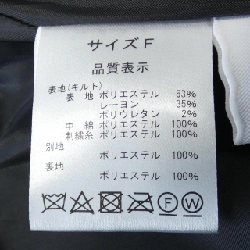 サイズF
品質表示
表地(キルト)
表地 ポリエステル 63%
レーヨン 35%
ポリウレタン 2%
中綿 ポリエステル 100%
刺繍糸 ポリエステル 100%
別地
ポリエステル 100%
裏地
ポリエステル 100%
F W